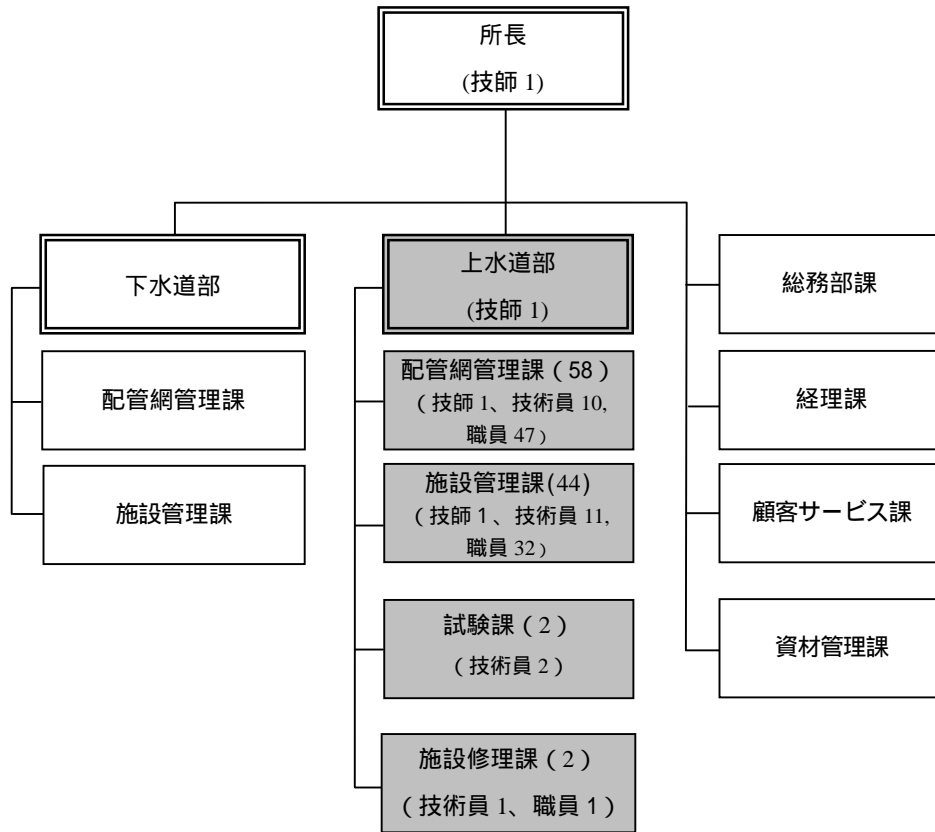 所長
(技師 1)
下水道部
配管網管理課
施設管理課
上水道部
(技師 1)
配管網管理課（58）
（技師 1、技術員 10,
職員 47）
施設管理課(44)
（技師 1、技術員 11,
職員 32）
試験課（2）
（技術員 2）
施設修理課（2）
（技術員 1、職員 1）
総務部課
経理課
顧客サービス課
資材管理課